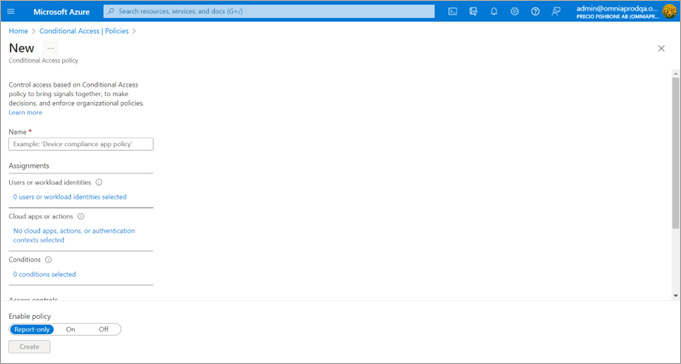 Microsoft Azure
Search resources, services, and docs (G+/)
admin@omniaprodqa.o...
PRECIO FISHBONE AB (OMNIAPR...
Home > Conditional Access | Policies >
New ...
Conditional Access policy
Control access based on Conditional Access
policy to bring signals together, to make
decisions, and enforce organizational policies.
Learn more
Name *
Example: 'Device compliance app policy'
Assignments
Users or workload identities
0 users or workload identities selected
Cloud apps or actions
No cloud apps, actions, or authentication
contexts selected
Conditions
0 conditions selected
Access controls
Enable policy
Report-only On Off
Create